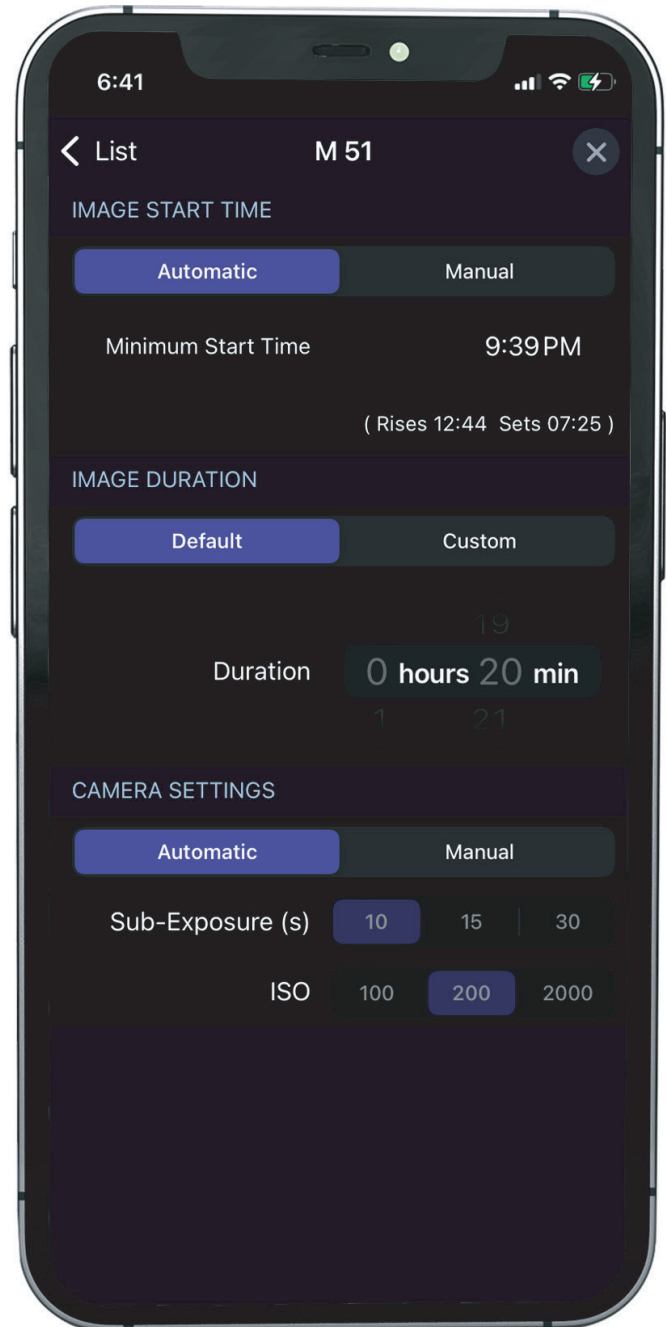 6:41
List M 51
IMAGE START TIME
Automatic Manual
Minimum Start Time 9:39 PM
( Rises 12:44 Sets 07:25 )
IMAGE DURATION
Default Custom
19
Duration 0 hours 20 min
1 21
CAMERA SETTINGS
Automatic Manual
Sub-Exposure (s) 10 15 30
ISO 100 200 2000